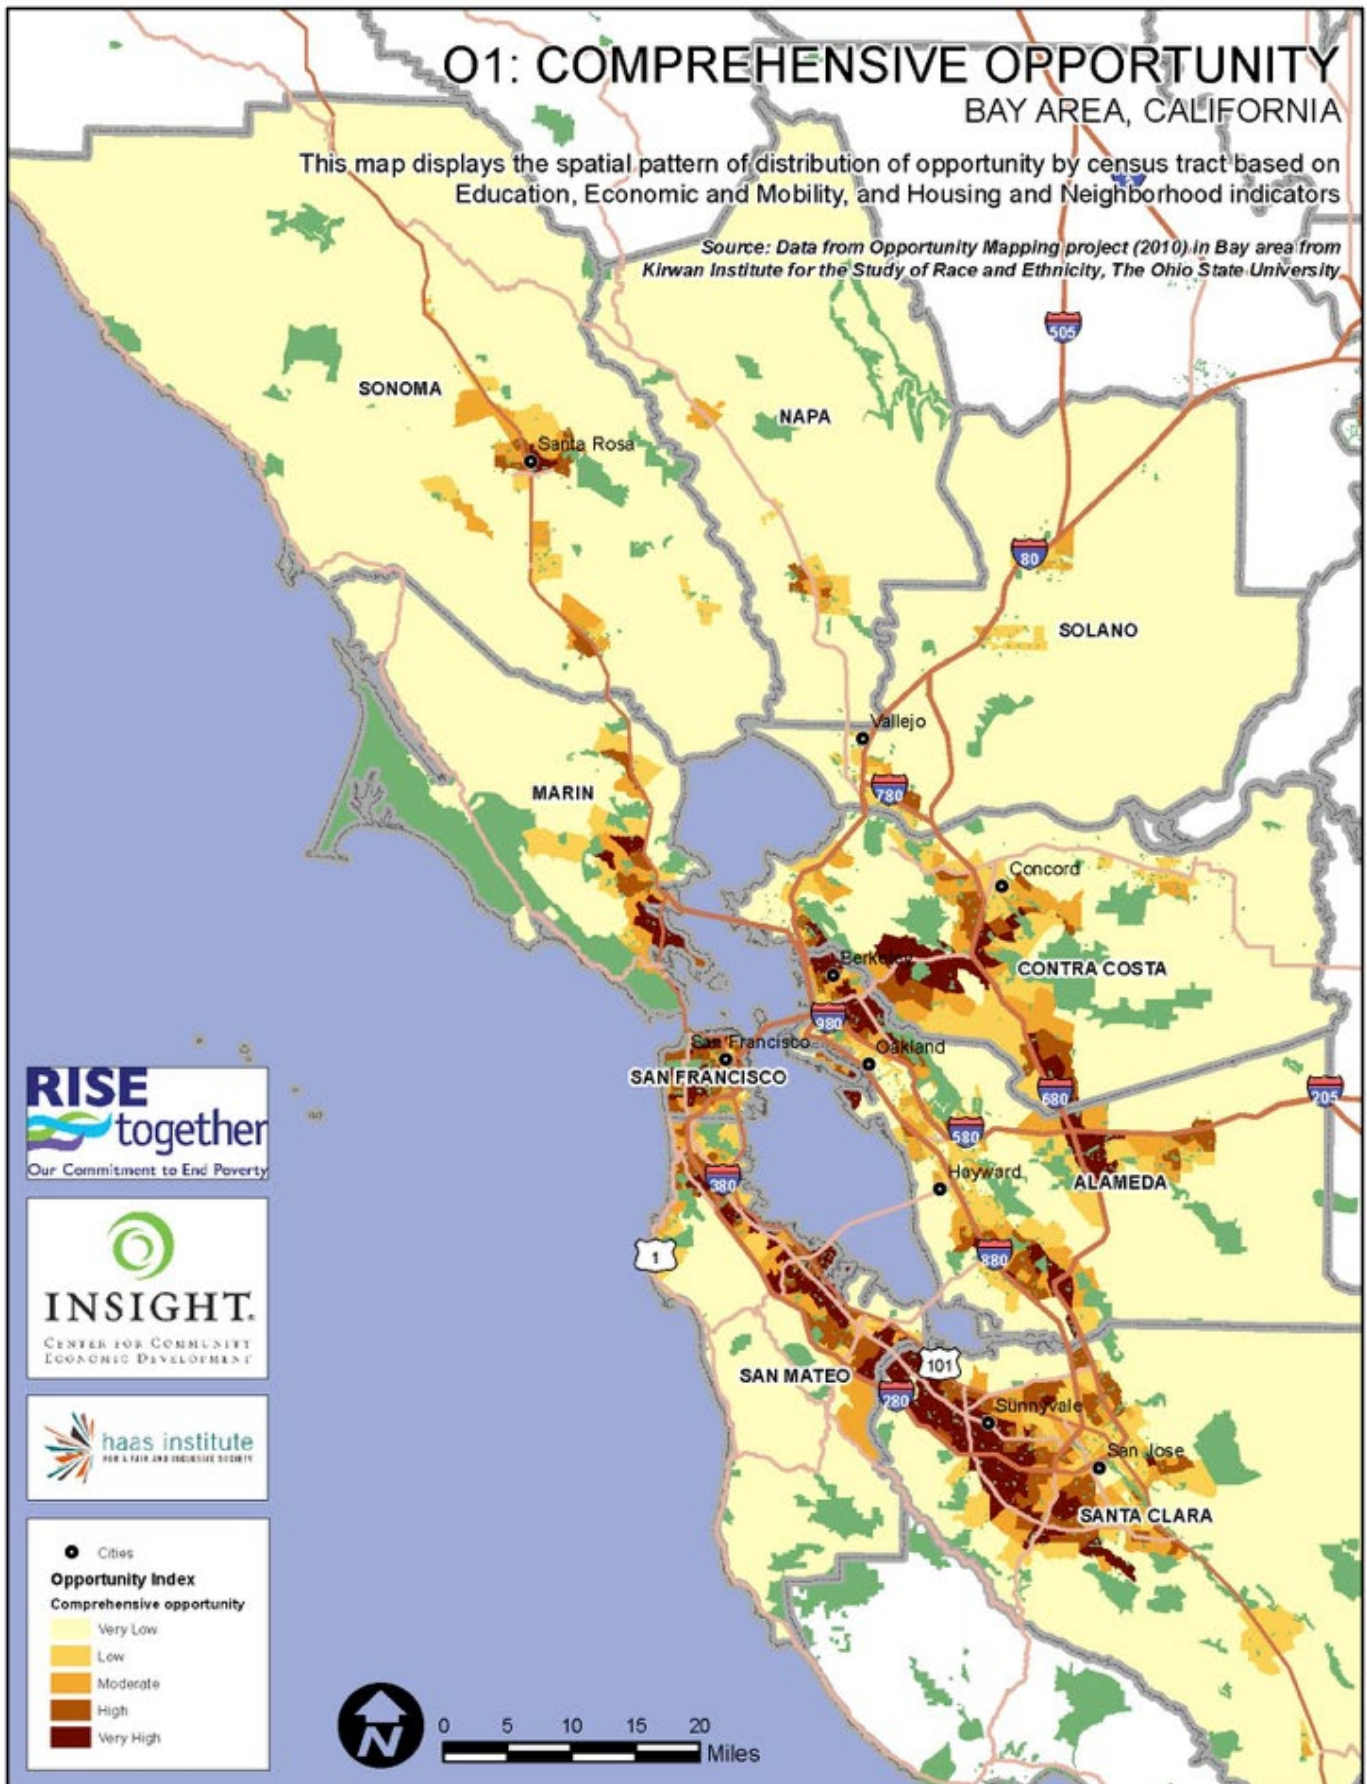 O1: COMPREHENSIVE OPPORTUNITY
BAY AREA, CALIFORNIA
This map displays the spatial pattern of distribution of opportunity by census tract based on
Education, Economic and Mobility, and Housing and Neighborhood indicators
Source: Data from Opportunity Mapping project (2010) in Bay area from
Kirwan Institute for the Study of Race and Ethnicity, The Ohio State University
505
SONOMA
NAPA
Santa Rosa
80
SOLANO
Vallejo
780
MARIN
Concord
CONTRA COSTA
Berkeley
980
San Francisco
Oakland
SAN FRANCISCO
680
205
580
Hayward
ALAMEDA
380
1
880
101
SAN MATEO
280
Sunnyvale
San Jose
SANTA CLARA
RISE
together
Our Commitment to End Poverty
INSIGHT.
CENTER FOR COMMUNITY
ECONOMIC DEVELOPMENT
haas institute
FOR A FAIR AND INCLUSIVE SOCIETY
Cities
Opportunity Index
Comprehensive opportunity
Very Low
Low
Moderate
High
Very High
N
0 5 10 15 20
Miles